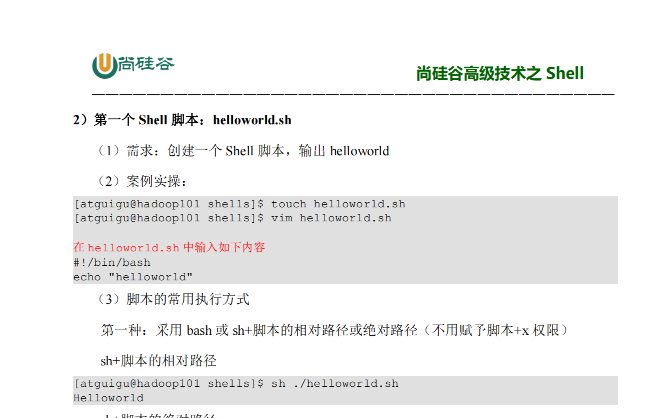 尚硅谷
尚硅谷高级技术之 Shell
2）第一个 Shell 脚本：helloworld.sh
（1）需求：创建一个 Shell 脚本，输出 helloworld
（2）案例实操：
[atguigu@hadoop101 shells]$ touch helloworld.sh
[atguigu@hadoop101 shells]$ vim helloworld.sh
在 helloworld.sh 中输入如下内容
#!/bin/bash
echo "helloworld"
（3）脚本的常用执行方式
第一种：采用 bash 或 sh+脚本的相对路径或绝对路径（不用赋予脚本+x 权限）
sh+脚本的相对路径
[atguigu@hadoop101 shells]$ sh ./helloworld.sh
Helloworld